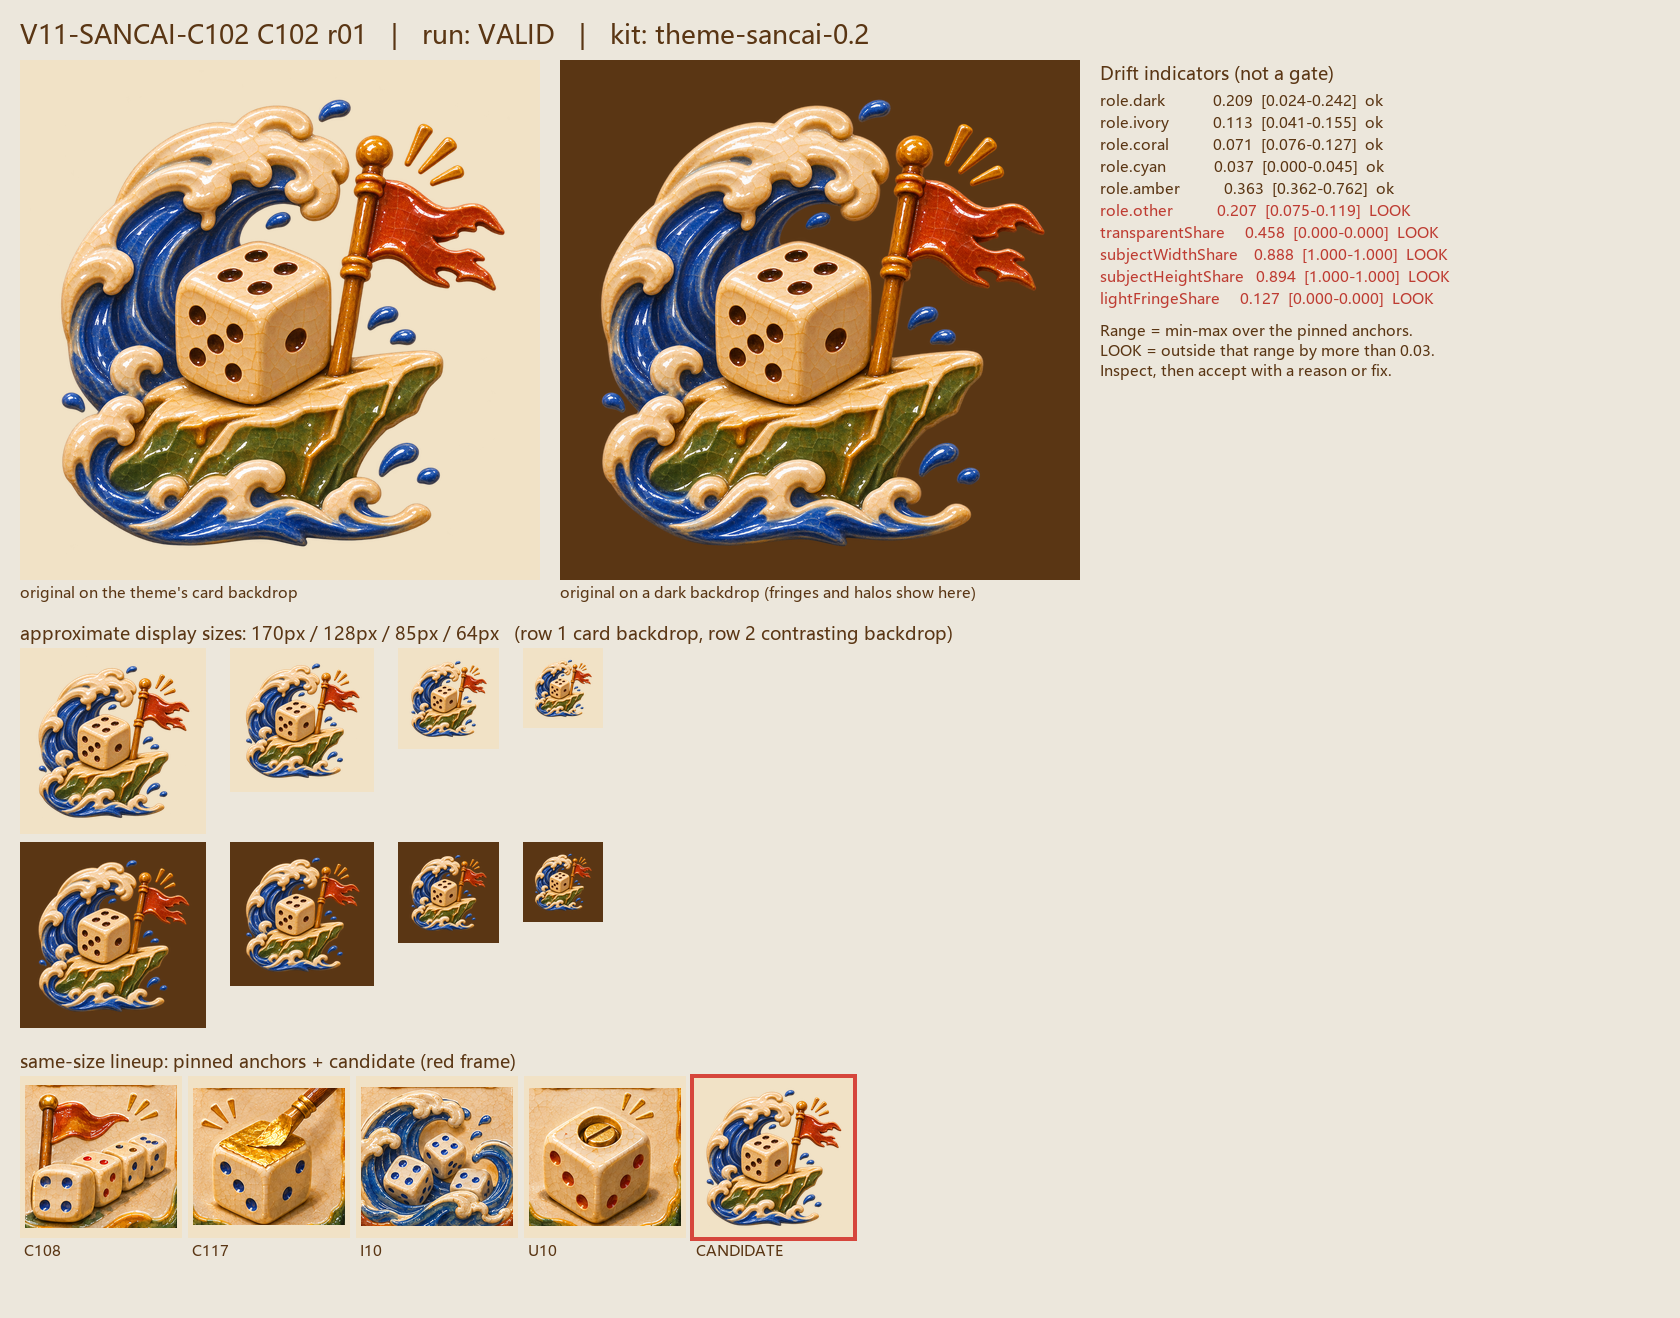 V11-SANCAI-C102 C102 r01   |   run: VALID   |   kit: theme-sancai-0.2
Drift indicators (not a gate)
role.dark 0.209 [0.024-0.242] ok
role.ivory 0.113 [0.041-0.155] ok
role.coral 0.071 [0.076-0.127] ok
role.cyan 0.037 [0.000-0.045] ok
role.amber 0.363 [0.362-0.762] ok
role.other 0.207 [0.075-0.119] LOOK
transparentShare 0.458 [0.000-0.000] LOOK
subjectWidthShare 0.888 [1.000-1.000] LOOK
subjectHeightShare 0.894 [1.000-1.000] LOOK
lightFringeShare 0.127 [0.000-0.000] LOOK
Range = min-max over the pinned anchors.
LOOK = outside that range by more than 0.03.
Inspect, then accept with a reason or fix.
original on the theme's card backdrop
original on a dark backdrop (fringes and halos show here)
approximate display sizes: 170px / 128px / 85px / 64px   (row 1 card backdrop, row 2 contrasting backdrop)
same-size lineup: pinned anchors + candidate (red frame)
C108
C117
I10
U10
CANDIDATE